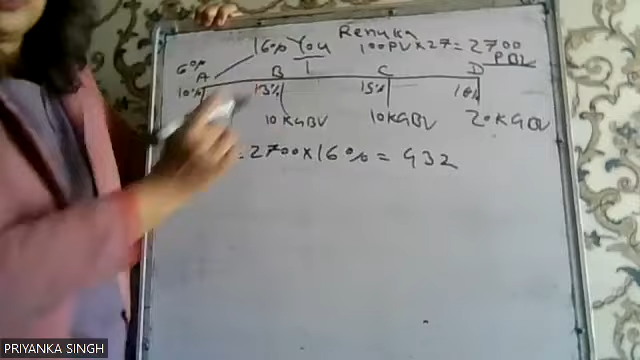 Renuka
16% You 100PV x 27 = 2700
PBV
6%
A B C D
10% 13% 15% 16%
10KGBV 10KGBV 20KGBV
= 2700 x 16% = 432
PRIYANKA SINGH